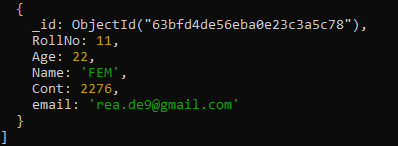 {
_id: ObjectId("63bfd4de56eba0e23c3a5c78"),
RollNo: 11,
Age: 22,
Name: 'FEM',
Cont: 2276,
email: 'rea.de9@gmail.com'
}
]